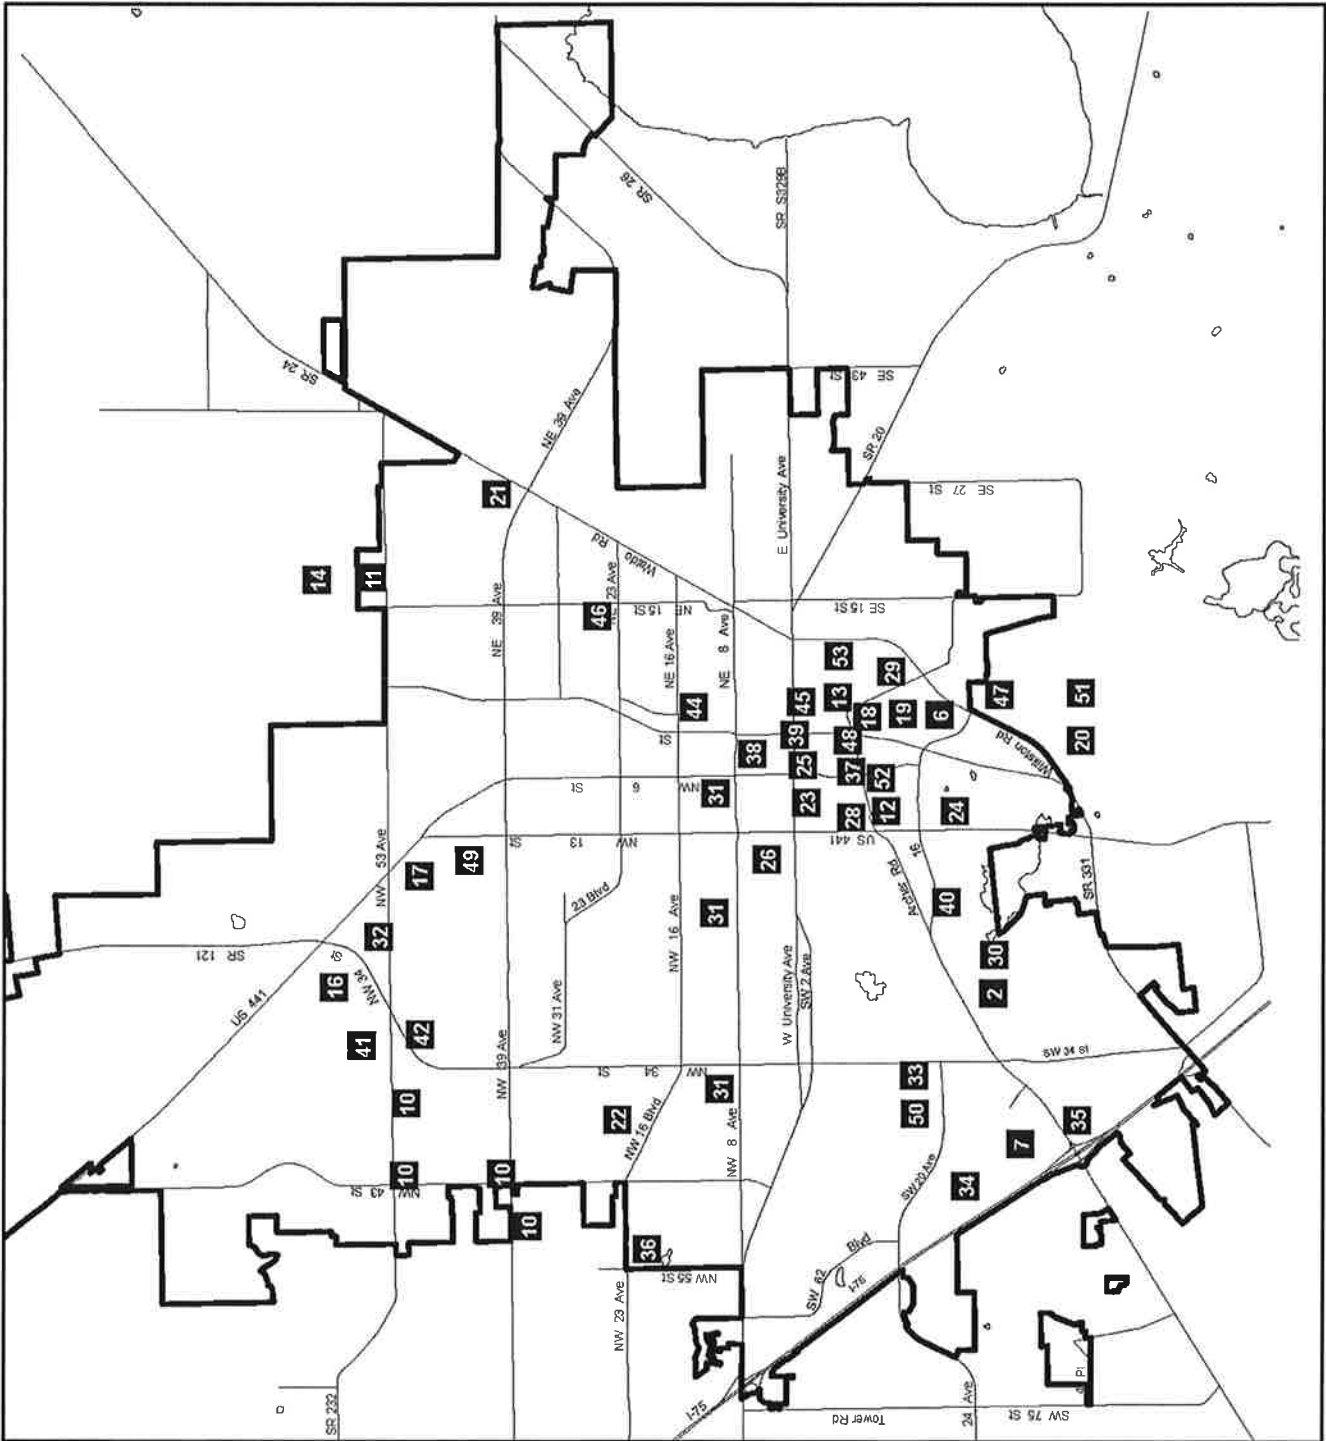 SR 24
SR 26
NE 39 Ave
SR S329B
SE 43 St
SR 20
SE 27 St
21
14
11
E University Ave
Waldo Rd
NE 23 Ave
46
NE 15 St
SE 15 St
NE 39 Ave
NE 16 Ave
NE 8 Ave
53
29
44
45
13
18
19
6
47
51
St
39
48
38
20
Williston Rd
25
37
52
NW 6 St
31
23
28
12
24
NW 53 Ave
NW 13 St
US 441
16
17
49
26
23 Blvd
Archer Rd
40
SR 331
NW 16 Ave
31
32
SR 121
30
2
16
NW 34 St
US 441
W University Ave
SW 2 Ave
NW 31 Ave
41
42
NW 39 Ave
NW 34 St
SW 34 St
33
31
10
50
22
NW 16 Blvd
NW 8 Ave
35
7
NW 43 St
10
10
SW 20 Ave
34
10
36
SW 62 Blvd
NW 55 St
I-75
NW 23 Ave
SR 232
I-75
Tower Rd
24 Ave
SW 75 St
Pl